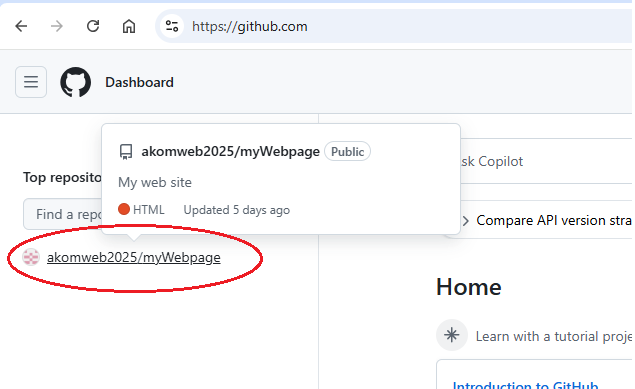 https://github.com
Dashboard
akomweb2025/myWebpage Public
My web site
HTML Updated 5 days ago
Top reposito
Find a repo
akomweb2025/myWebpage
sk Copilot
Compare API version stra
Home
Learn with a tutorial proje
Introduction to GitHub